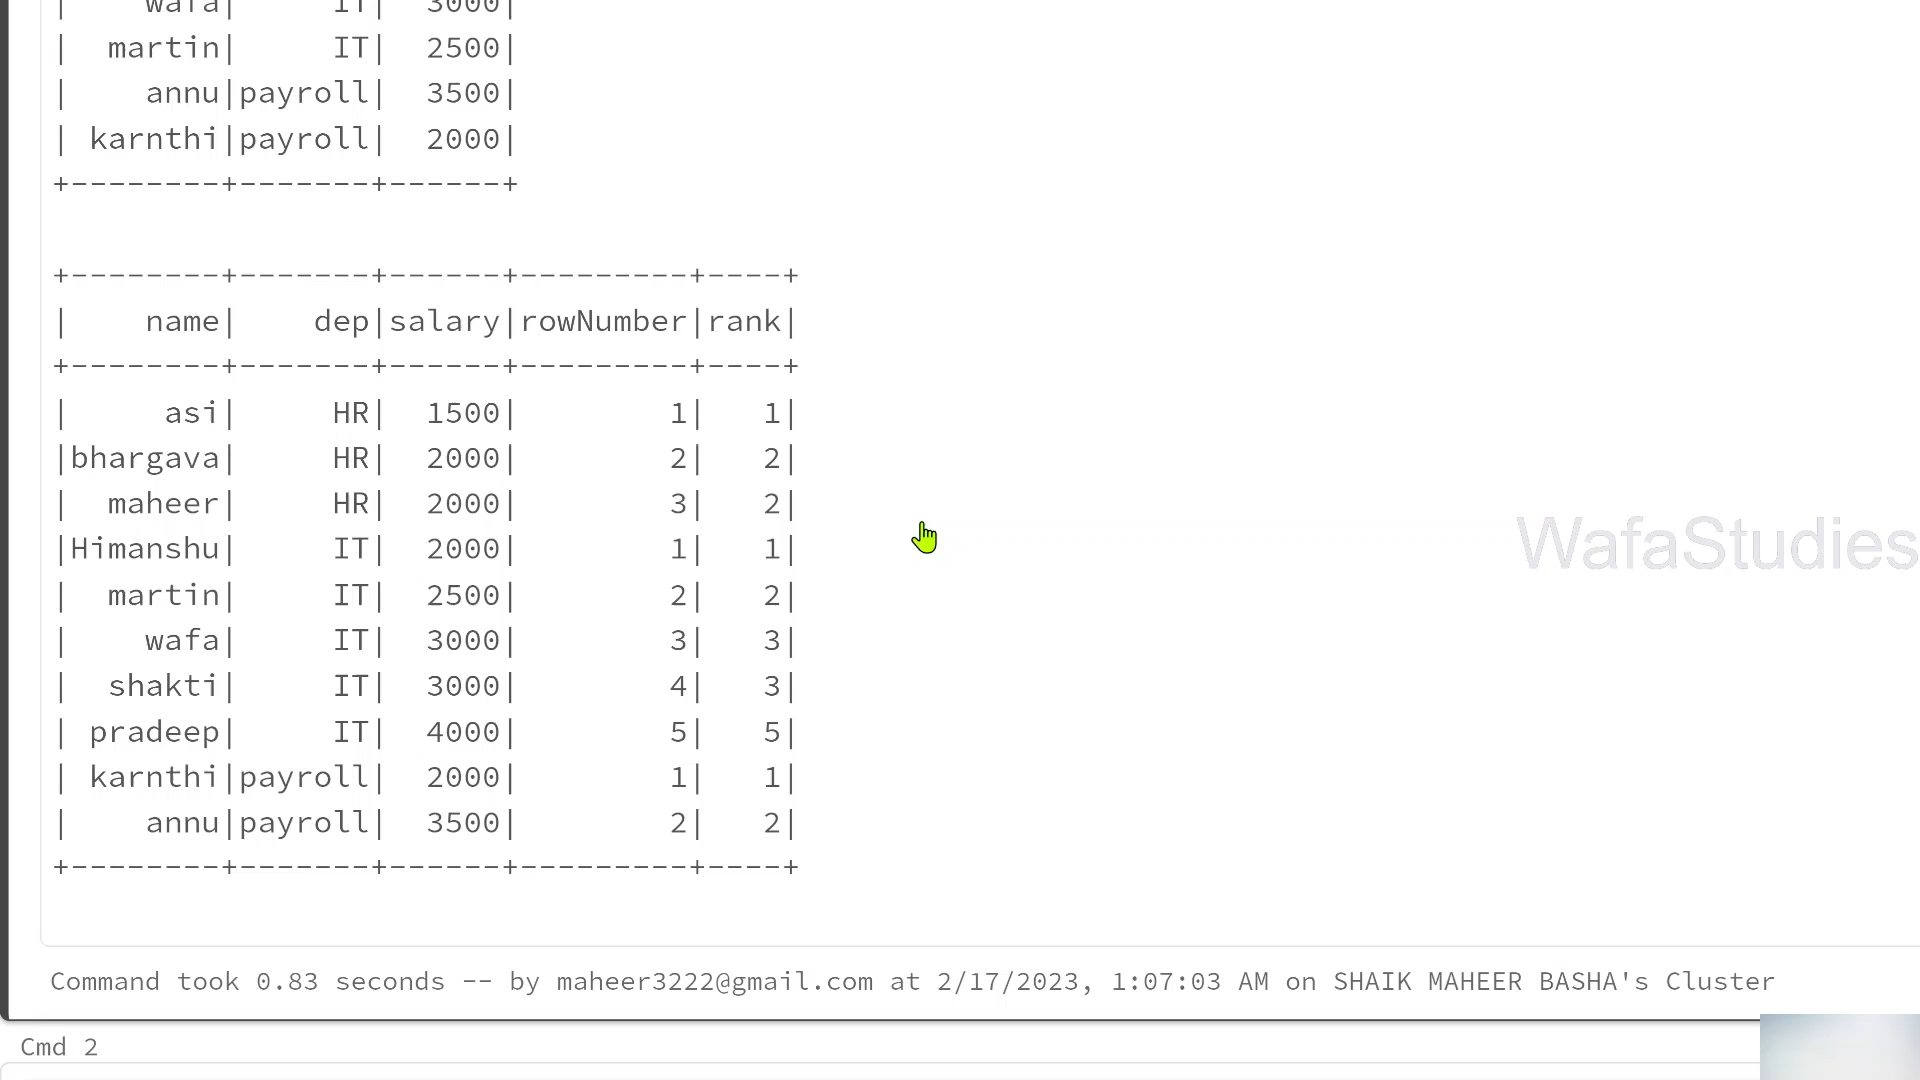 |    wafa|     IT|  3000|
|  martin|     IT|  2500|
|    annu|payroll|  3500|
| karnthi|payroll|  2000|
+--------+-------+------+
+--------+-------+------+---------+----+
|    name|    dep|salary|rowNumber|rank|
+--------+-------+------+---------+----+
|     asi|     HR|  1500|        1|   1|
|bhargava|     HR|  2000|        2|   2|
|  maheer|     HR|  2000|        3|   2|
|Himanshu|     IT|  2000|        1|   1|
|  martin|     IT|  2500|        2|   2|
|    wafa|     IT|  3000|        3|   3|
|  shakti|     IT|  3000|        4|   3|
| pradeep|     IT|  4000|        5|   5|
| karnthi|payroll|  2000|        1|   1|
|    annu|payroll|  3500|        2|   2|
+--------+-------+------+---------+----+
WafaStudies
Command took 0.83 seconds -- by maheer3222@gmail.com at 2/17/2023, 1:07:03 AM on SHAIK MAHEER BASHA's Cluster
Cmd 2